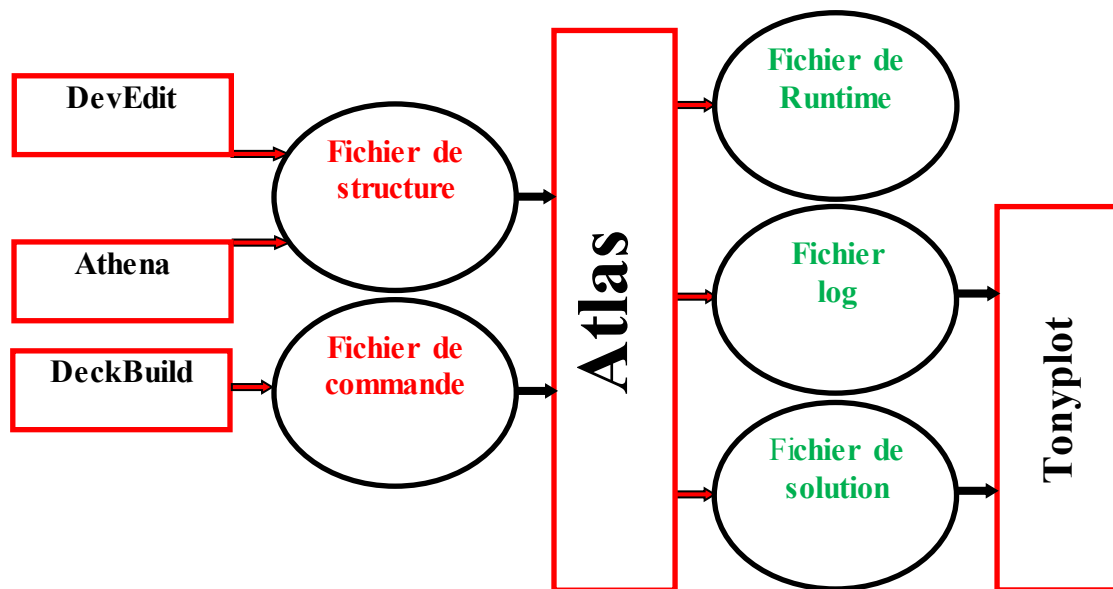 DevEdit
Athena
DeckBuild
Fichier de
structure
Fichier de
commande
Atlas
Fichier de
Runtime
Fichier
log
Fichier de
solution
Tonyplot